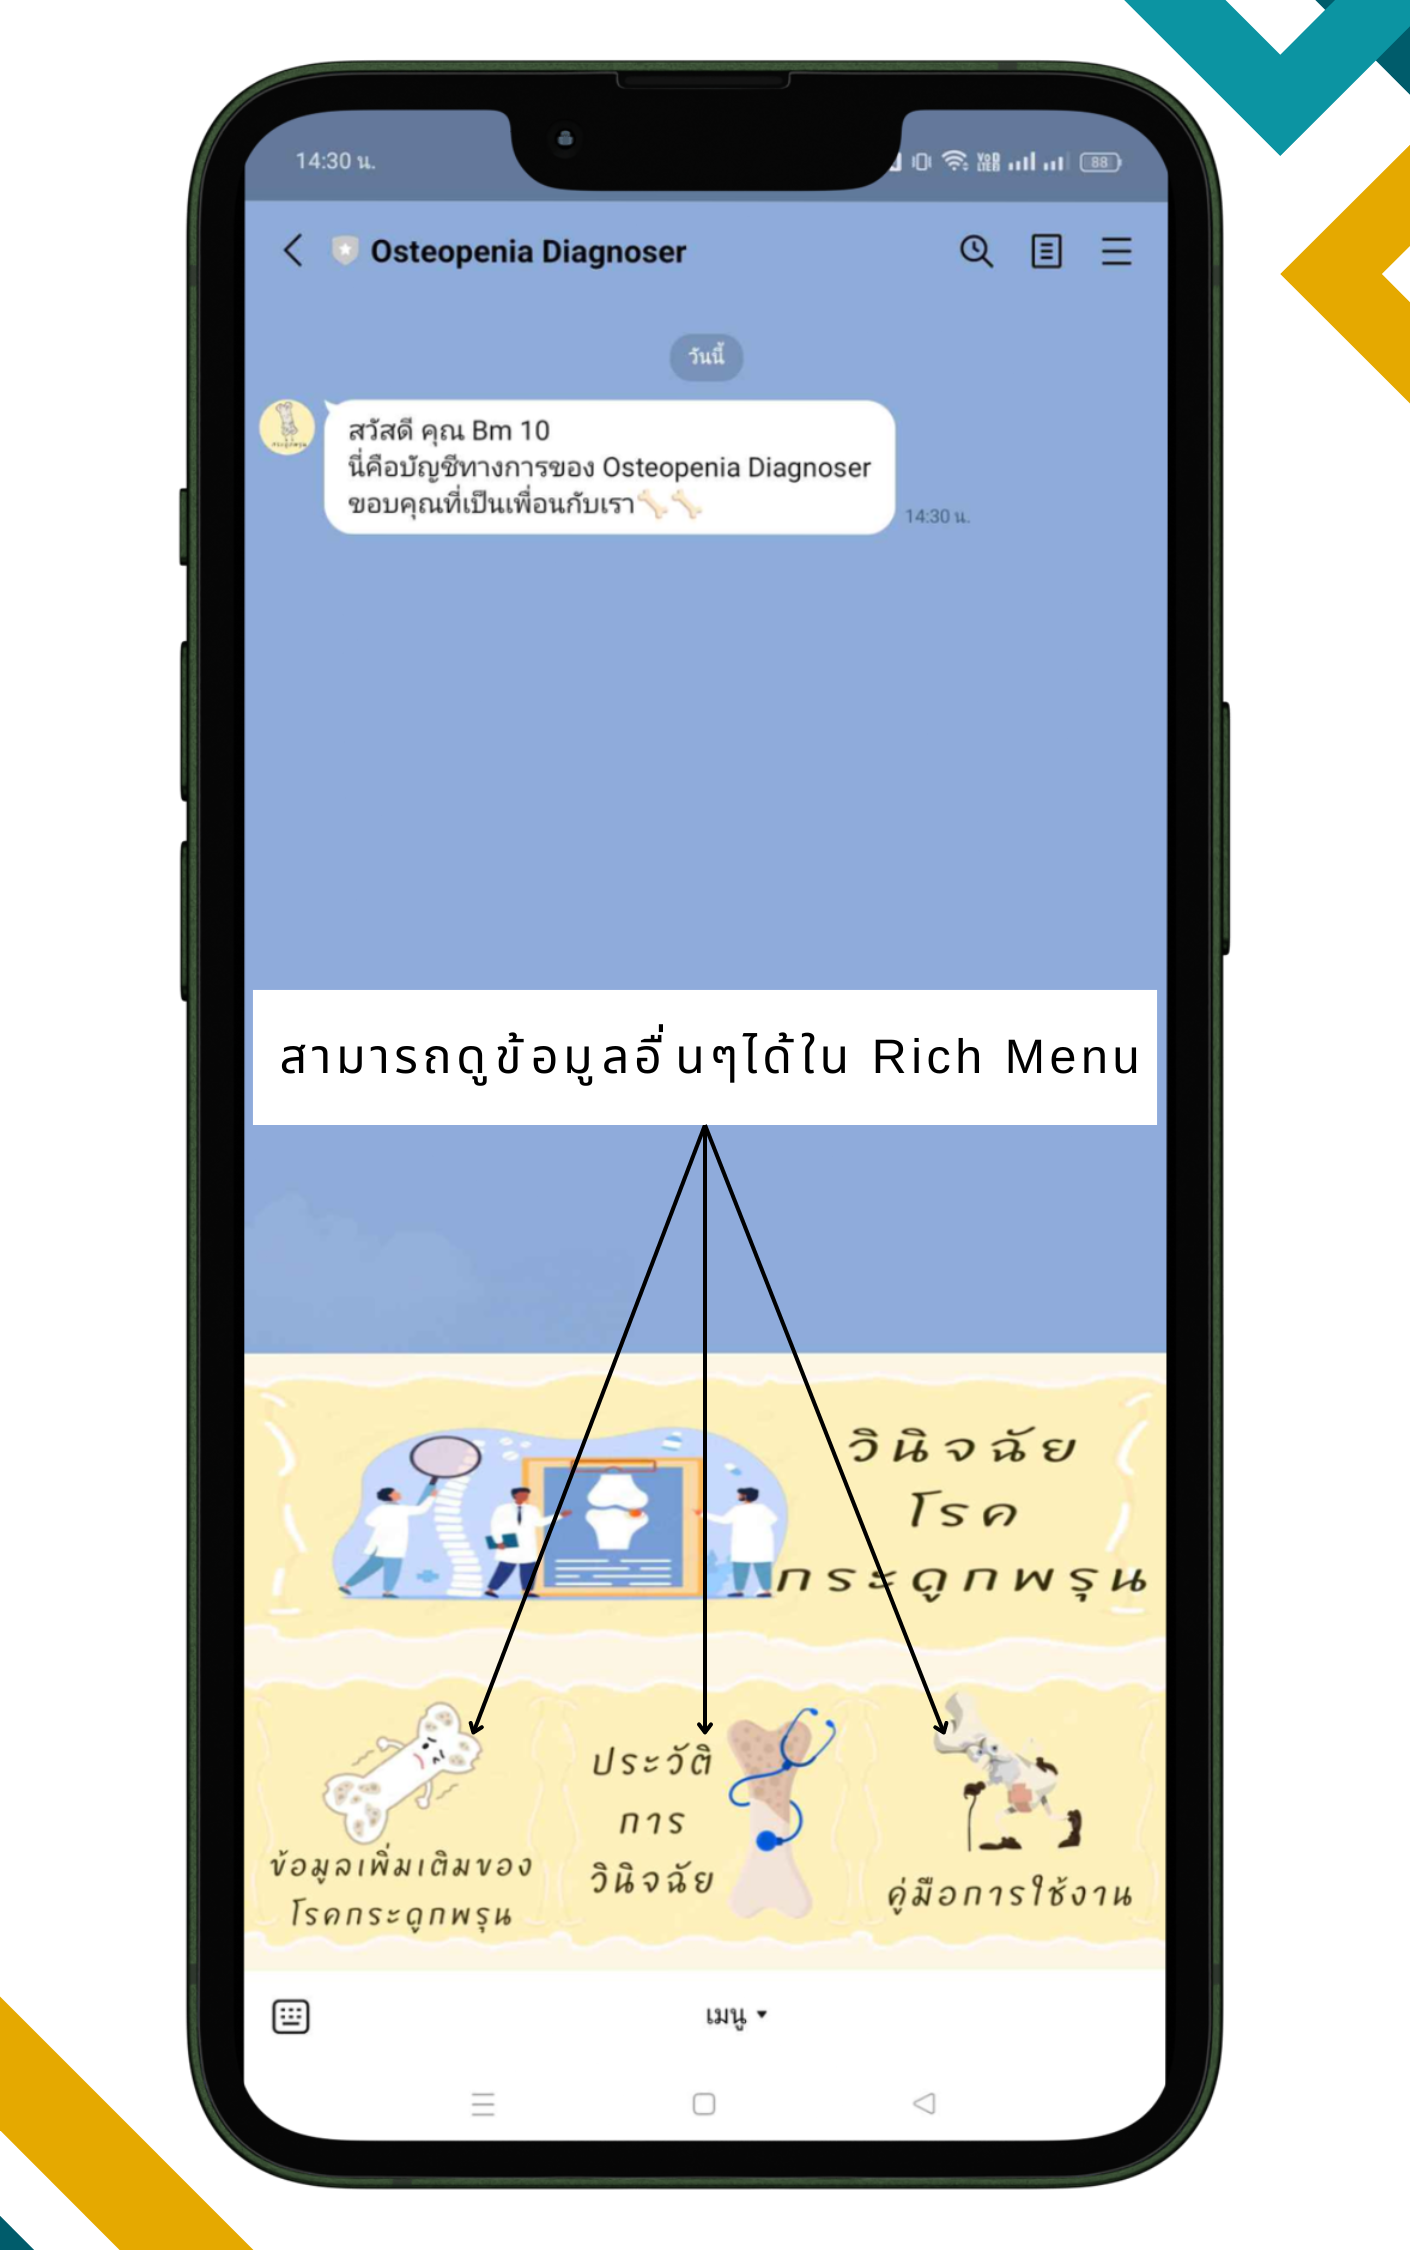 14:30 น.
88
Osteopenia Diagnoser
วันนี้
สวัสดี คุณ Bm 10
นี่คือบัญชีทางการของ Osteopenia Diagnoser
ขอบคุณที่เป็นเพื่อนกับเรา
14:30 น.
สามารถดูข้อมูลอื่นๆได้ใน Rich Menu
วินิจฉัย
โรค
กระดูกพรุน
ข้อมูลเพิ่มเติมของ
โรคกระดูกพรุน
ประวัติ
การ
วินิจฉัย
คู่มือการใช้งาน
เมนู